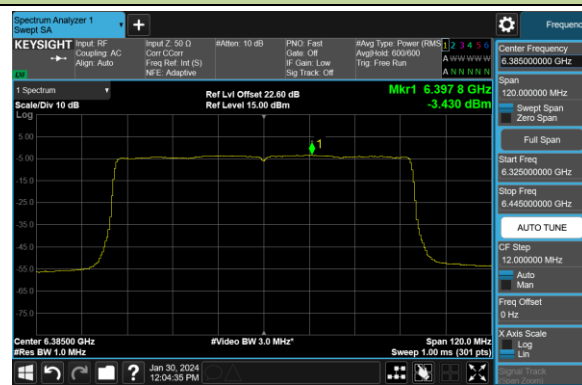 Spectrum Analyzer 1
Swept SA
Frequen
KEYSIGHT
Input: RF
Coupling: AC
Align: Auto
Input Z: 50 Ω
Corr CCorr
Freq Ref: Int (S)
NFE: Adaptive
#Atten: 10 dB
PNO: Fast
Gate: Off
IF Gain: Low
Sig Track: Off
#Avg Type: Power (RMS
Avg|Hold: 600/600
Trig: Free Run
1 2 3 4 5 6
A W W W W W
A N N N N N
LW
1 Spectrum
Scale/Div 10 dB
Log
Ref Lvl Offset 22.60 dB
Ref Level 15.00 dBm
Mkr1 6.397 8 GHz
-3.430 dBm
1
5.00
-5.00
-15.0
-25.0
-35.0
-45.0
-55.0
-65.0
-75.0
Center 6.38500 GHz
#Res BW 1.0 MHz
#Video BW 3.0 MHz*
Span 120.0 MHz
Sweep 1.00 ms (301 pts)
Center Frequency
6.385000000 GHz
Span
120.000000 MHz
Swept Span
Zero Span
Full Span
Start Freq
6.325000000 GHz
Stop Freq
6.445000000 GHz
AUTO TUNE
CF Step
12.000000 MHz
Auto
Man
Freq Offset
0 Hz
X Axis Scale
Log
Lin
Signal Track
(Span Zoom)
Jan 30, 2024
12:04:35 PM